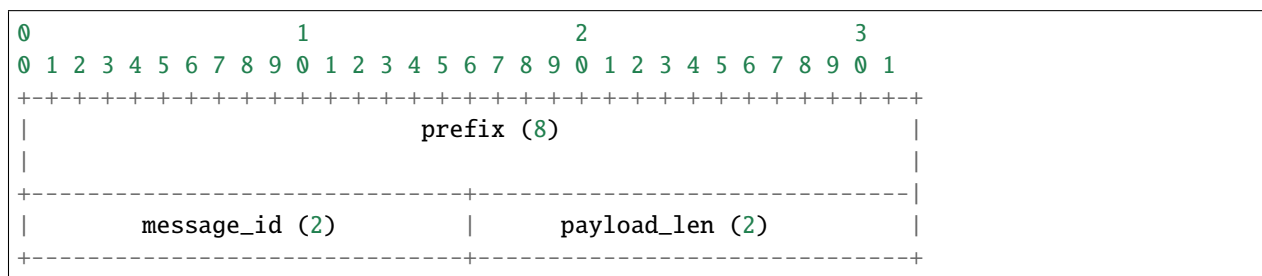 0                   1                   2                   3
0 1 2 3 4 5 6 7 8 9 0 1 2 3 4 5 6 7 8 9 0 1 2 3 4 5 6 7 8 9 0 1
+-+-+-+-+-+-+-+-+-+-+-+-+-+-+-+-+-+-+-+-+-+-+-+-+-+-+-+-+-+-+-+-+
|                            prefix (8)                         |
|                                                               |
+-------------------------------+-------------------------------|
|        message_id (2)         |      payload_len (2)          |
+-------------------------------+-------------------------------+